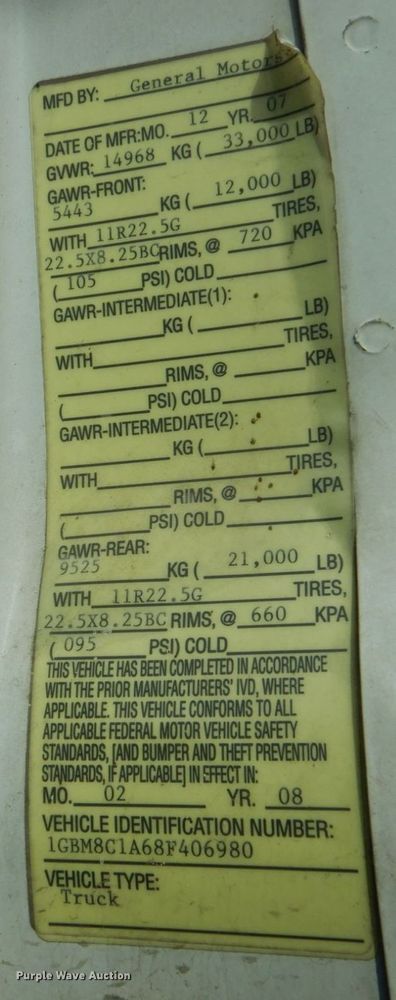 MFD BY: General Motors
DATE OF MFR:MO. 12 YR. 07
GVWR: 14968 KG ( 33,000 LB)
GAWR-FRONT:
5443 KG ( 12,000 LB)
WITH 11R22.5G TIRES,
22.5X8.25BC RIMS, @ 720 KPA
( 105 PSI) COLD
GAWR-INTERMEDIATE(1):
KG ( LB)
WITH TIRES,
RIMS, @ KPA
( PSI) COLD
GAWR-INTERMEDIATE(2):
KG ( LB)
WITH TIRES,
RIMS, @ KPA
( PSI) COLD
GAWR-REAR:
9525 KG ( 21,000 LB)
WITH 11R22.5G TIRES,
22.5X8.25BC RIMS, @ 660 KPA
( 095 PSI) COLD
THIS VEHICLE HAS BEEN COMPLETED IN ACCORDANCE
WITH THE PRIOR MANUFACTURERS' IVD, WHERE
APPLICABLE. THIS VEHICLE CONFORMS TO ALL
APPLICABLE FEDERAL MOTOR VEHICLE SAFETY
STANDARDS, [AND BUMPER AND THEFT PREVENTION
STANDARDS, IF APPLICABLE] IN EFFECT IN:
MO. 02 YR. 08
VEHICLE IDENTIFICATION NUMBER:
1GBM8C1A68F406980
VEHICLE TYPE:
Truck
Purple Wave Auction